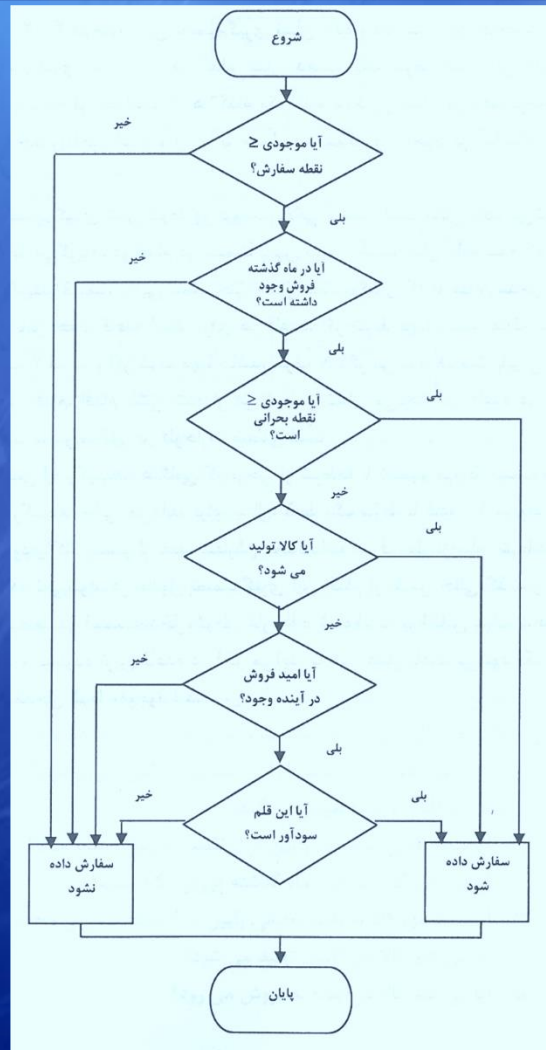 شروع
خیر
آیا موجودی ≤
نقطه سفارش؟
بلی
خیر
آیا در ماه گذشته
فروش وجود
داشته است؟
بلی
آیا موجودی ≤
نقطه بحرانی
است؟
بلی
خیر
آیا کالا تولید
می شود؟
بلی
خیر
خیر
آیا امید فروش
در آینده وجود؟
بلی
خیر
آیا این قلم
سودآور است؟
بلی
سفارش داده
نشود
سفارش داده
شود
پایان